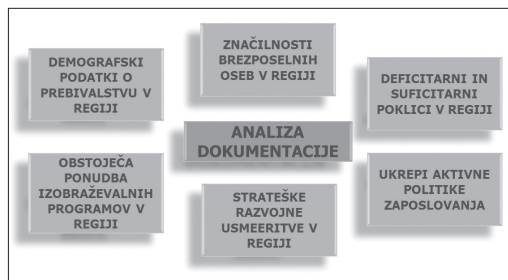 DEMOGRAFSKI
PODATKI O
PREBIVALSTVU V
REGIJI
ZNAČILNOSTI
BREZPOSELNIH
OSEB V REGIJI
DEFICITARNI IN
SUFICITARNI
POKLICI V REGIJI
ANALIZA
DOKUMENTACIJE
OBSTOJEČA
PONUDBA
IZOBRAŽEVALNIH
PROGRAMOV V
REGIJI
STRATEŠKE
RAZVOJNE
USMEERITVE V
REGIJI
UKREPI AKTIVNE
POLITIKE
ZAPOSLOVANJA